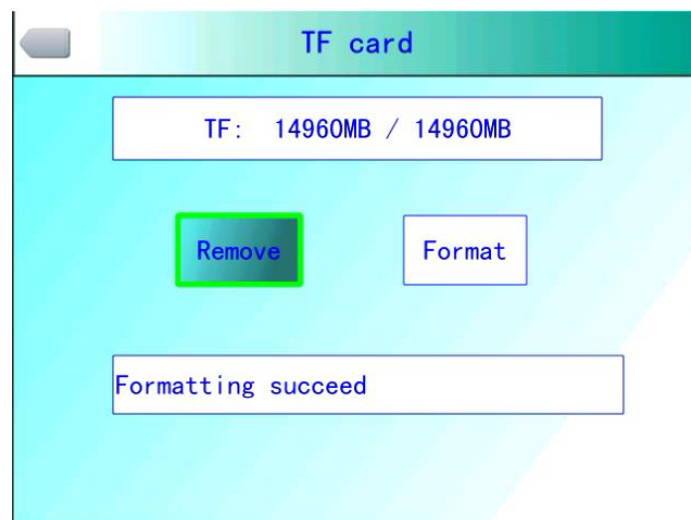 TF card
TF: 14960MB / 14960MB
Remove
Format
Formatting succeed